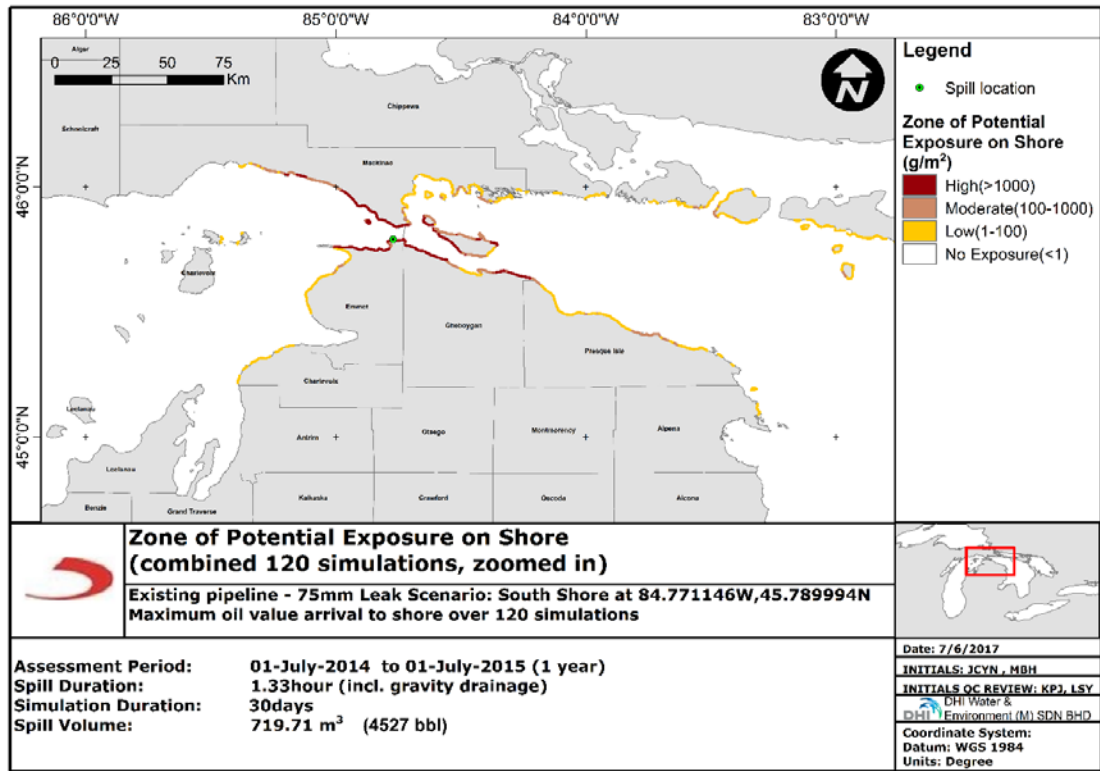 86°0'0"W 85°0'0"W 84°0'0"W 83°0'0"W
Alger
0 25 50 75
Km
Chippewa
N
Schoolcraft
Mackinac
46°0'0"N
Charlevoix
Emmet
Cheboygan
Presque Isle
Charlevoix
Leelanau
45°0'0"N
Antrim
Otsego
Montmorency
Alpena
Leelanau
Kalkaska
Crawford
Oscoda
Alcona
Benzie
Grand Traverse
Legend
Spill location
Zone of Potential
Exposure on Shore
(g/m²)
High(>1000)
Moderate(100-1000)
Low(1-100)
No Exposure(<1)
Zone of Potential Exposure on Shore
(combined 120 simulations, zoomed in)
Existing pipeline - 75mm Leak Scenario: South Shore at 84.771146W,45.789994N
Maximum oil value arrival to shore over 120 simulations
Assessment Period: 01-July-2014 to 01-July-2015 (1 year)
Spill Duration: 1.33hour (incl. gravity drainage)
Simulation Duration: 30days
Spill Volume: 719.71 m³ (4527 bbl)
Date: 7/6/2017
INITIALS: JCYN , MBH
INITIALS QC REVIEW: KPJ, LSY
DHI
DHI Water &
Environment (M) SDN BHD
Coordinate System:
Datum: WGS 1984
Units: Degree